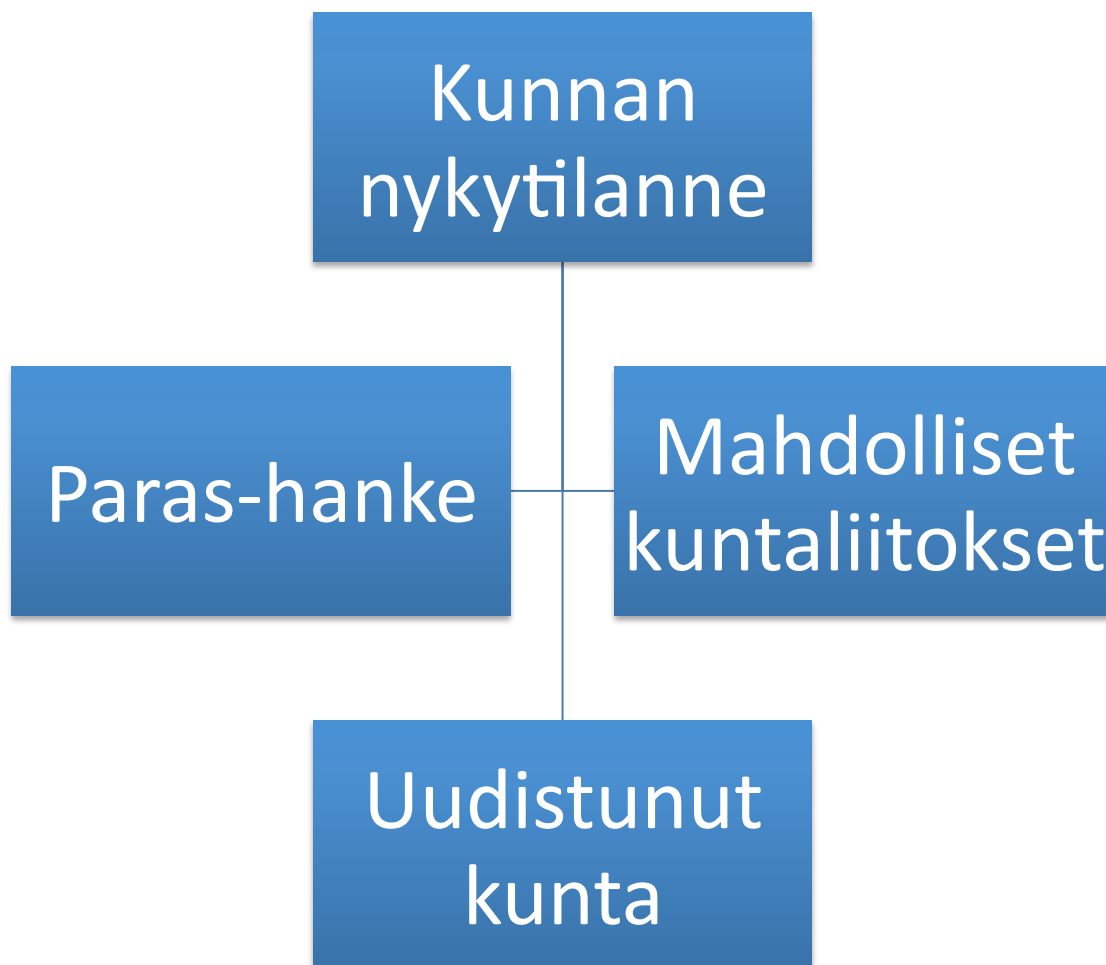 Kunnan
nykytilanne
Paras-hanke
Mahdolliset
kuntaliitokset
Uudistunut
kunta